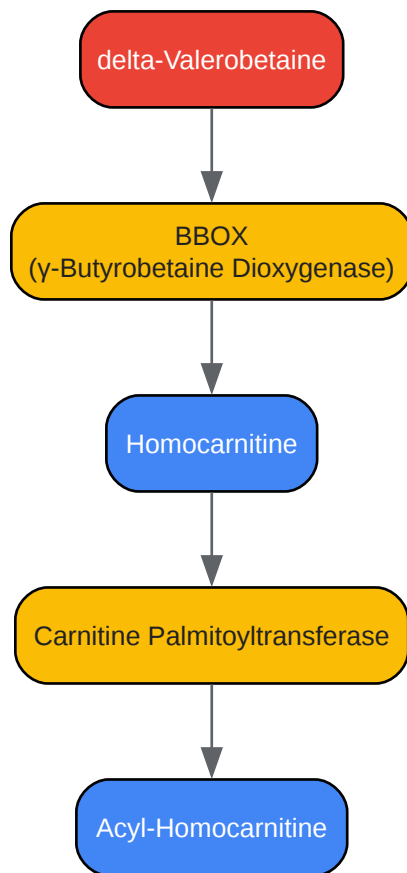 delta-Valerobetaine
BBOX
(γ-Butyrobetaine Dioxygenase)
Homocarnitine
Carnitine Palmitoyltransferase
Acyl-Homocarnitine